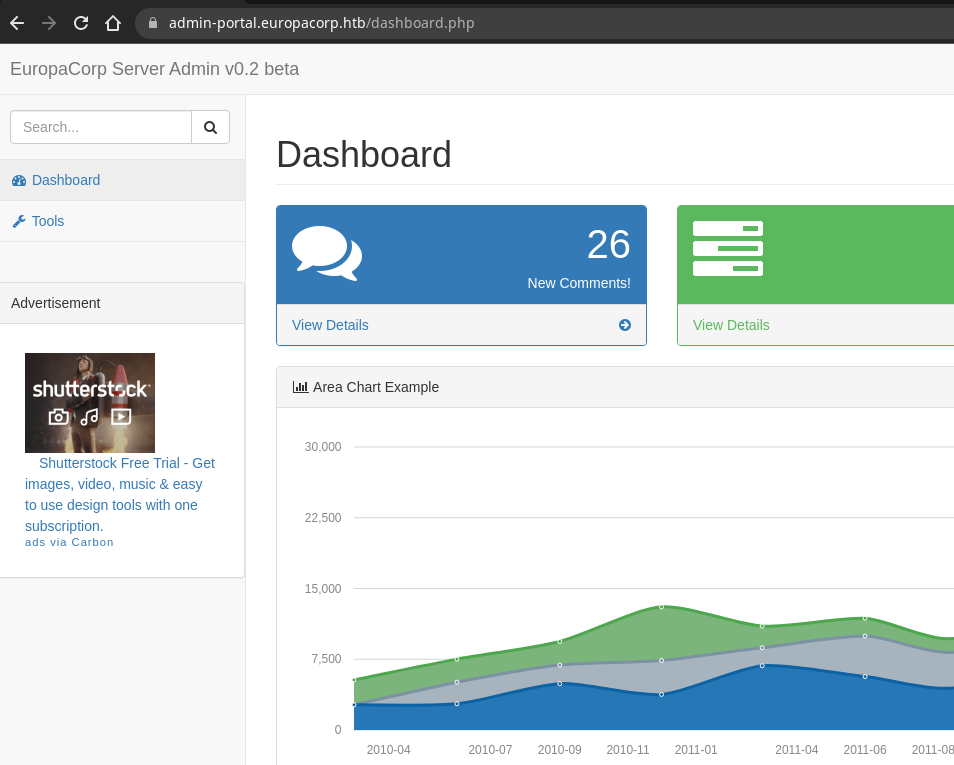 admin-portal.europacorp.htb/dashboard.php
EuropaCorp Server Admin v0.2 beta
Search...
Dashboard
Tools
Advertisement
shutterstock
Shutterstock Free Trial - Get
images, video, music & easy
to use design tools with one
subscription.
ads via Carbon
Dashboard
26
New Comments!
View Details
View Details
Area Chart Example
30,000
22,500
15,000
7,500
0
2010-04 2010-07 2010-09 2010-11 2011-01 2011-04 2011-06 2011-08